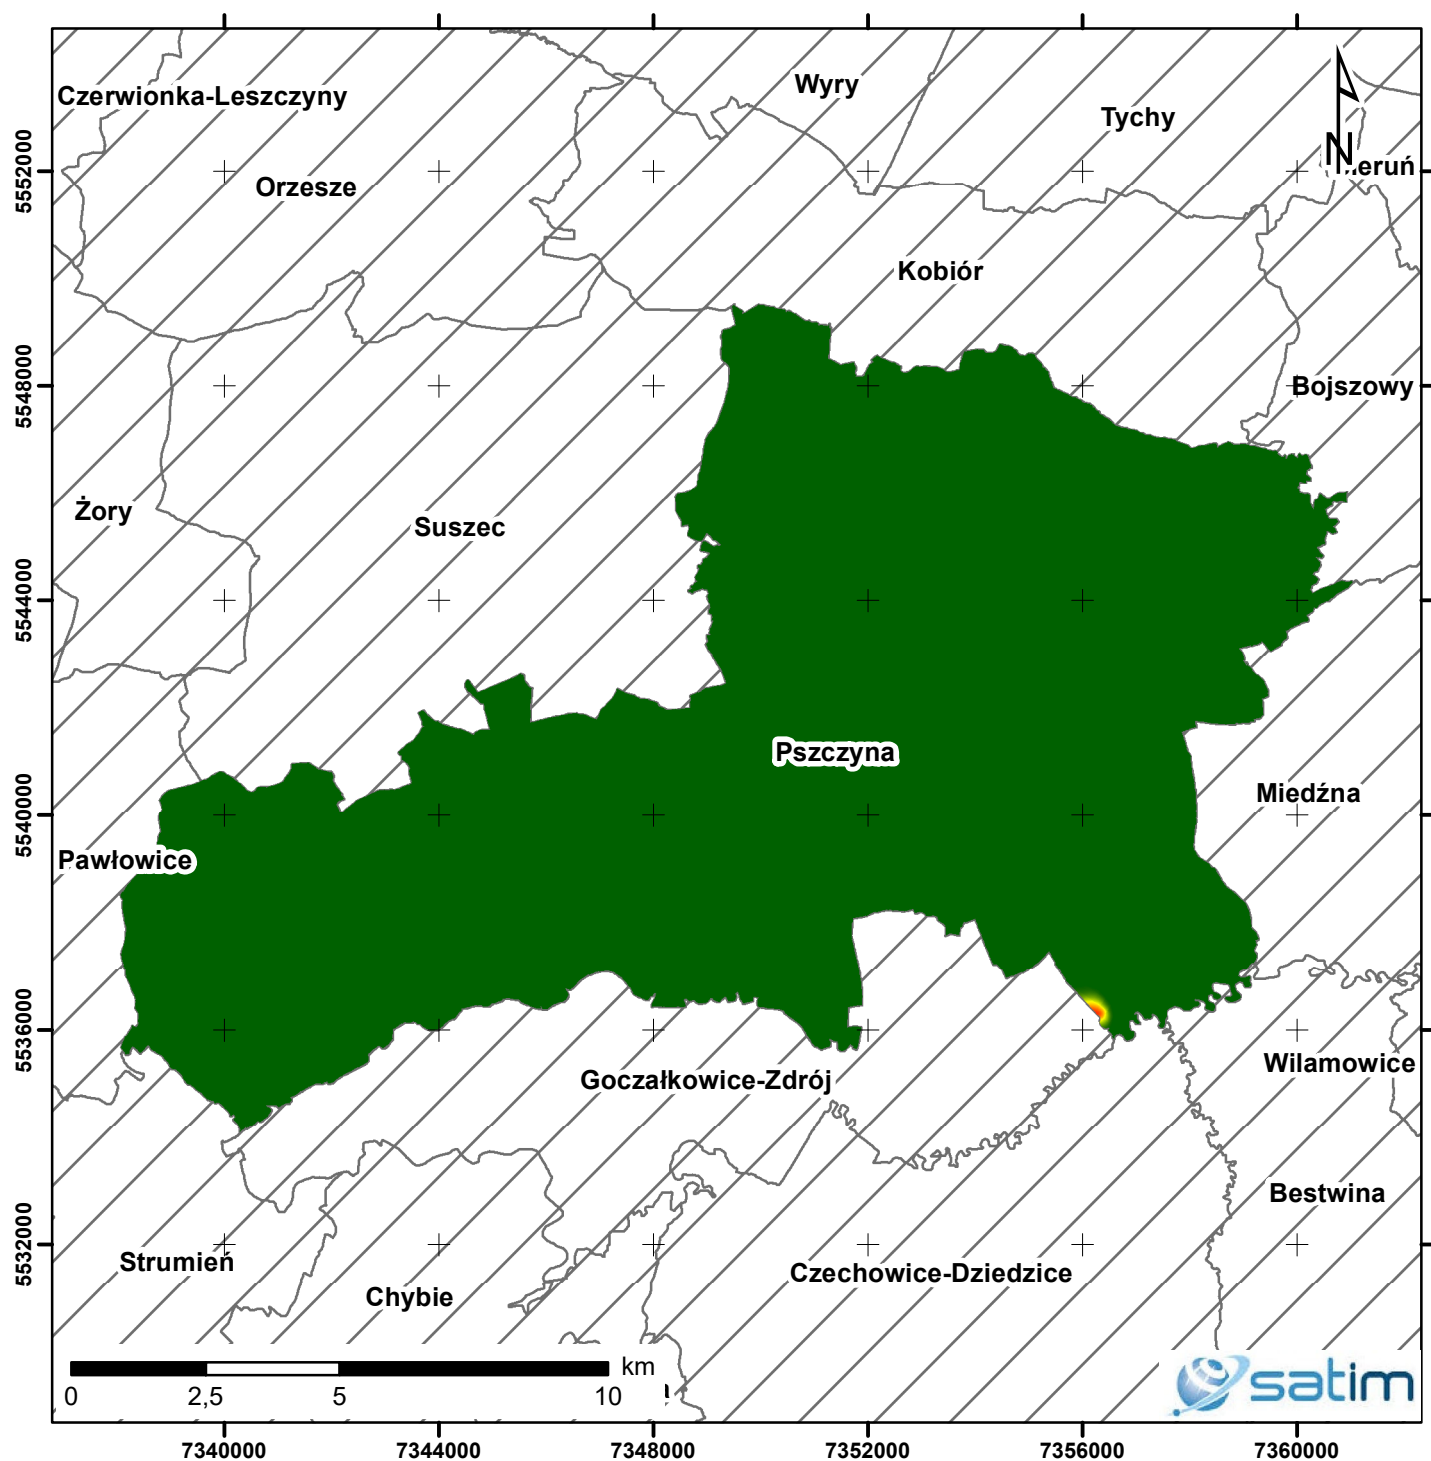 Wyry
Czerwionka-Leszczyny
Tychy
N
eruń
Orzesze
5552000
Kobiór
5548000
Bojszowy
Żory
Suszec
5544000
Pszczyna
Miedźna
5540000
Pawłowice
5536000
Wilamowice
Goczałkowice-Zdrój
Bestwina
5532000
Strumień
Czechowice-Dziedzice
Chybie
km
0 2,5 5 10
satim
7340000 7344000 7348000 7352000 7356000 7360000